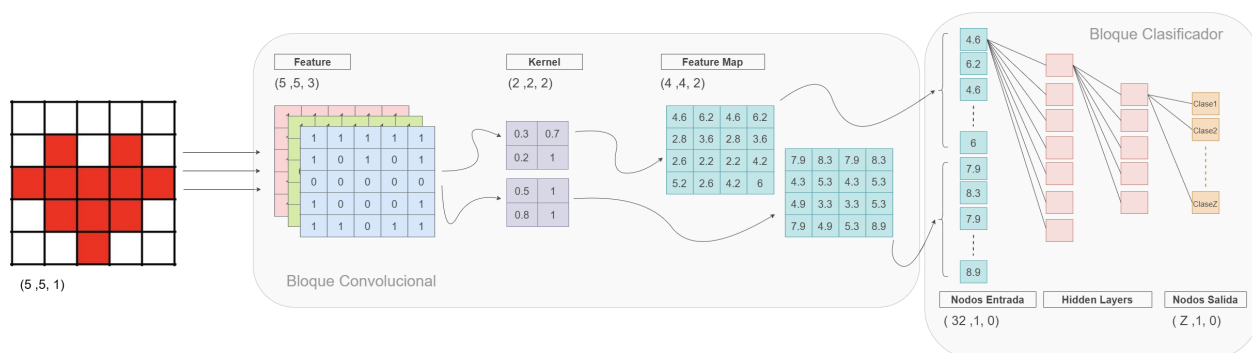 (5 ,5, 1)
Feature
(5 ,5, 3)
1 1 1 1 1
1 0 1 0 1
0 0 0 0 0
1 0 0 0 1
1 1 0 1 1
Kernel
(2 ,2, 2)
0.3 0.7
0.2 1
0.5 1
0.8 1
Feature Map
(4 ,4, 2)
4.6 6.2 4.6 6.2
2.8 3.6 2.8 3.6
2.6 2.2 2.2 4.2
5.2 2.6 4.2 6
7.9 8.3 7.9 8.3
4.3 5.3 4.3 5.3
4.9 3.3 3.3 5.3
7.9 4.9 5.3 8.9
Bloque Convolucional
Bloque Clasificador
4.6
6.2
4.6
6
7.9
8.3
7.9
8.9
Clase1
Clase2
ClaseZ
Nodos Entrada
( 32 ,1, 0)
Hidden Layers
Nodos Salida
( Z ,1, 0)